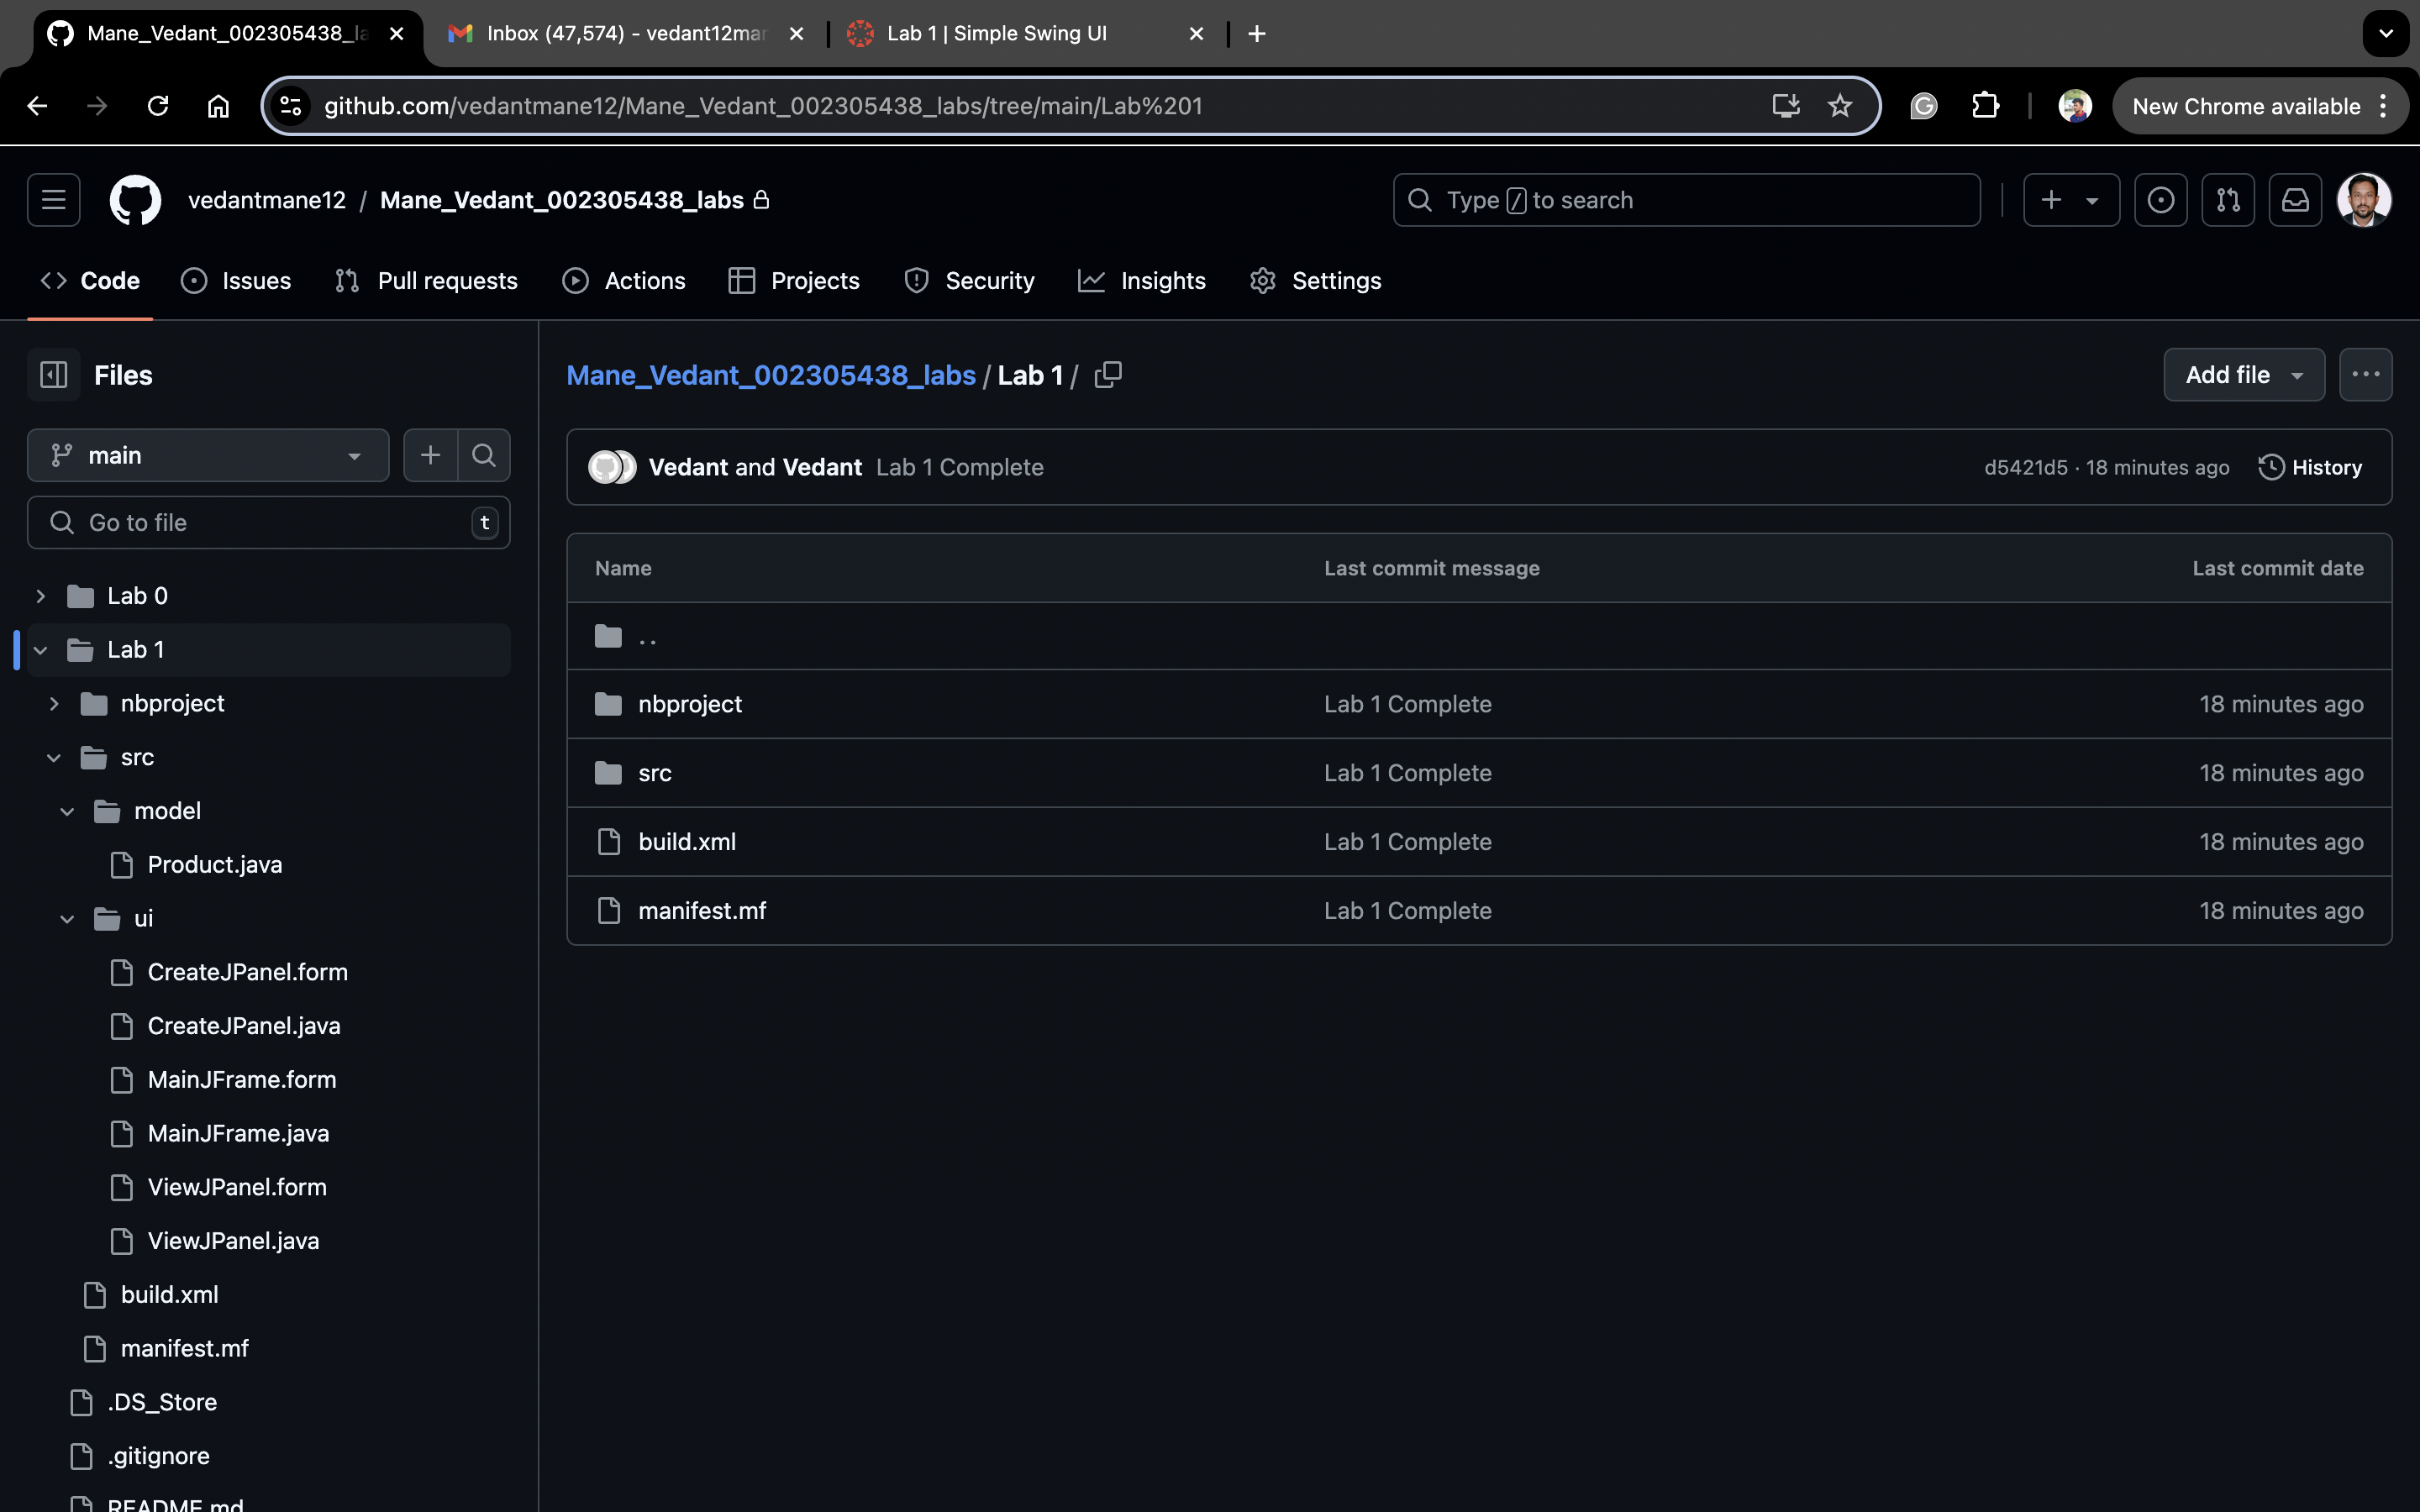 Mane_Vedant_002305438_la
Inbox (47,574) - vedant12mar
Lab 1 | Simple Swing UI
github.com/vedantmane12/Mane_Vedant_002305438_labs/tree/main/Lab%201
New Chrome available
vedantmane12 / Mane_Vedant_002305438_labs
Type / to search
Code
Issues
Pull requests
Actions
Projects
Security
Insights
Settings
Files
main
Go to file
t
Lab 0
Lab 1
nbproject
src
model
Product.java
ui
CreateJPanel.form
CreateJPanel.java
MainJFrame.form
MainJFrame.java
ViewJPanel.form
ViewJPanel.java
build.xml
manifest.mf
.DS_Store
.gitignore
README.md
Mane_Vedant_002305438_labs / Lab 1 /
Add file
Vedant and Vedant Lab 1 Complete
d5421d5 · 18 minutes ago
History
Name Last commit message Last commit date
..
nbproject Lab 1 Complete 18 minutes ago
src Lab 1 Complete 18 minutes ago
build.xml Lab 1 Complete 18 minutes ago
manifest.mf Lab 1 Complete 18 minutes ago